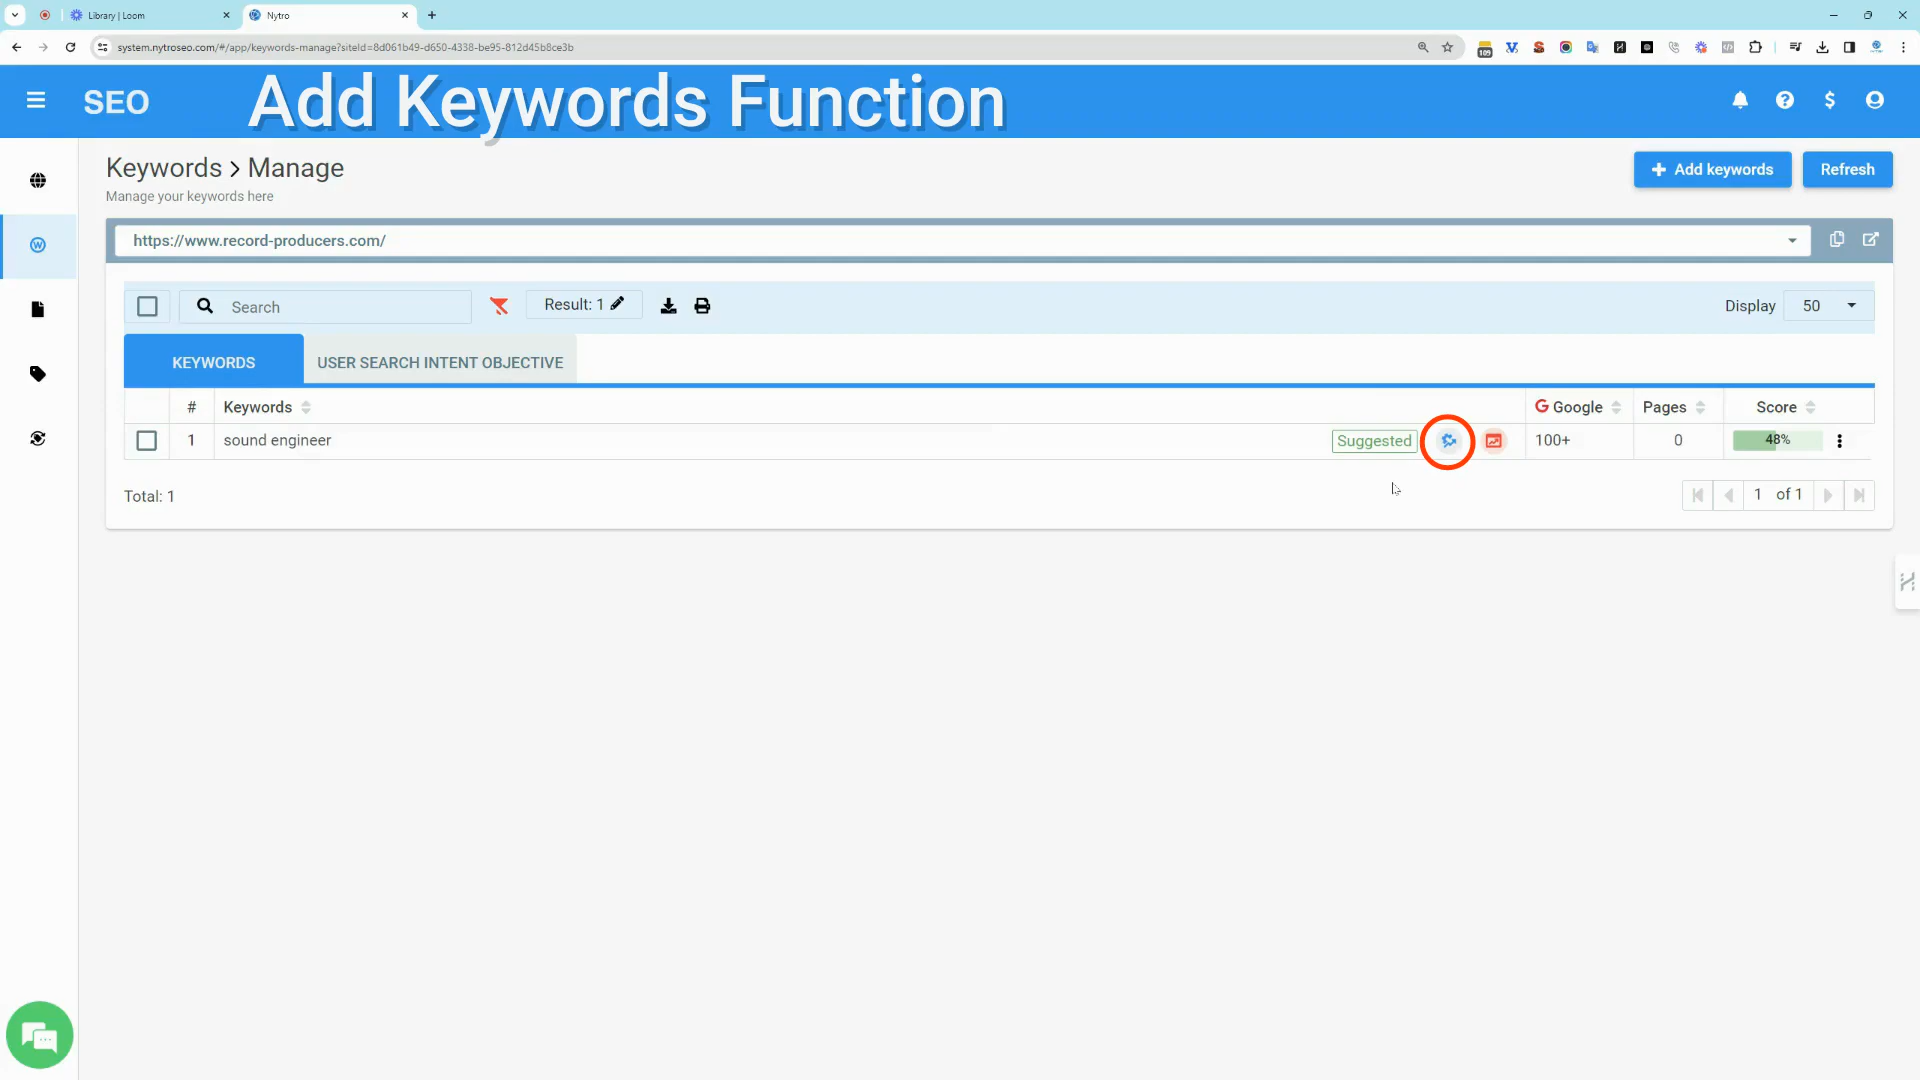 Library | Loom
Nytro
system.nytroseo.com/#/app/keywords-manage?siteId=8d061b49-d650-4338-be95-812d45b8ce3b
109
SEO
Add Keywords Function
Keywords > Manage
Manage your keywords here
+ Add keywords
Refresh
https://www.record-producers.com/
Search
Result: 1
Display
50
KEYWORDS
USER SEARCH INTENT OBJECTIVE
# Keywords Google Pages Score
1 sound engineer Suggested 100+ 0 48%
Total: 1
1 of 1